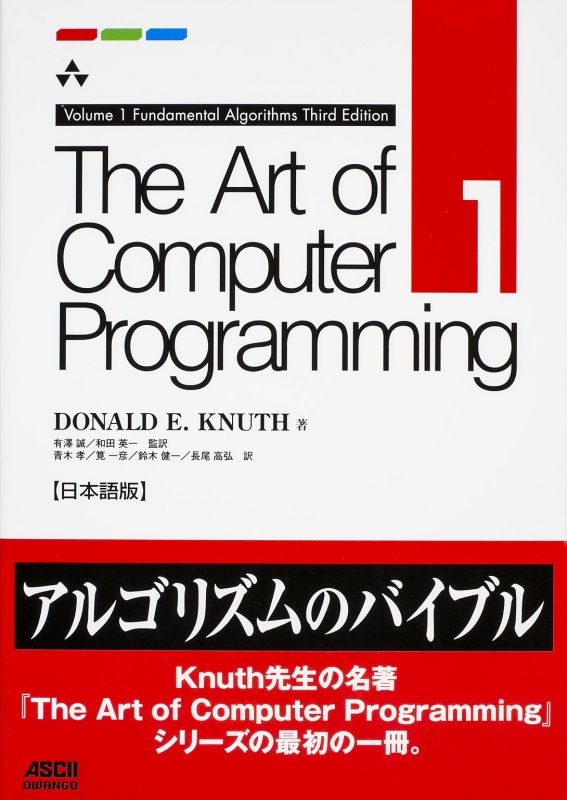 Volume 1 Fundamental Algorithms Third Edition
The Art of
Computer
Programming
1
DONALD E. KNUTH 著
有澤 誠／和田 英一 監訳
青木 孝／筧 一彦／鈴木 健一／長尾 高弘 訳
【日本語版】
アルゴリズムのバイブル
Knuth先生の名著
『The Art of Computer Programming』
シリーズの最初の一冊。
ASCII
DWANGO